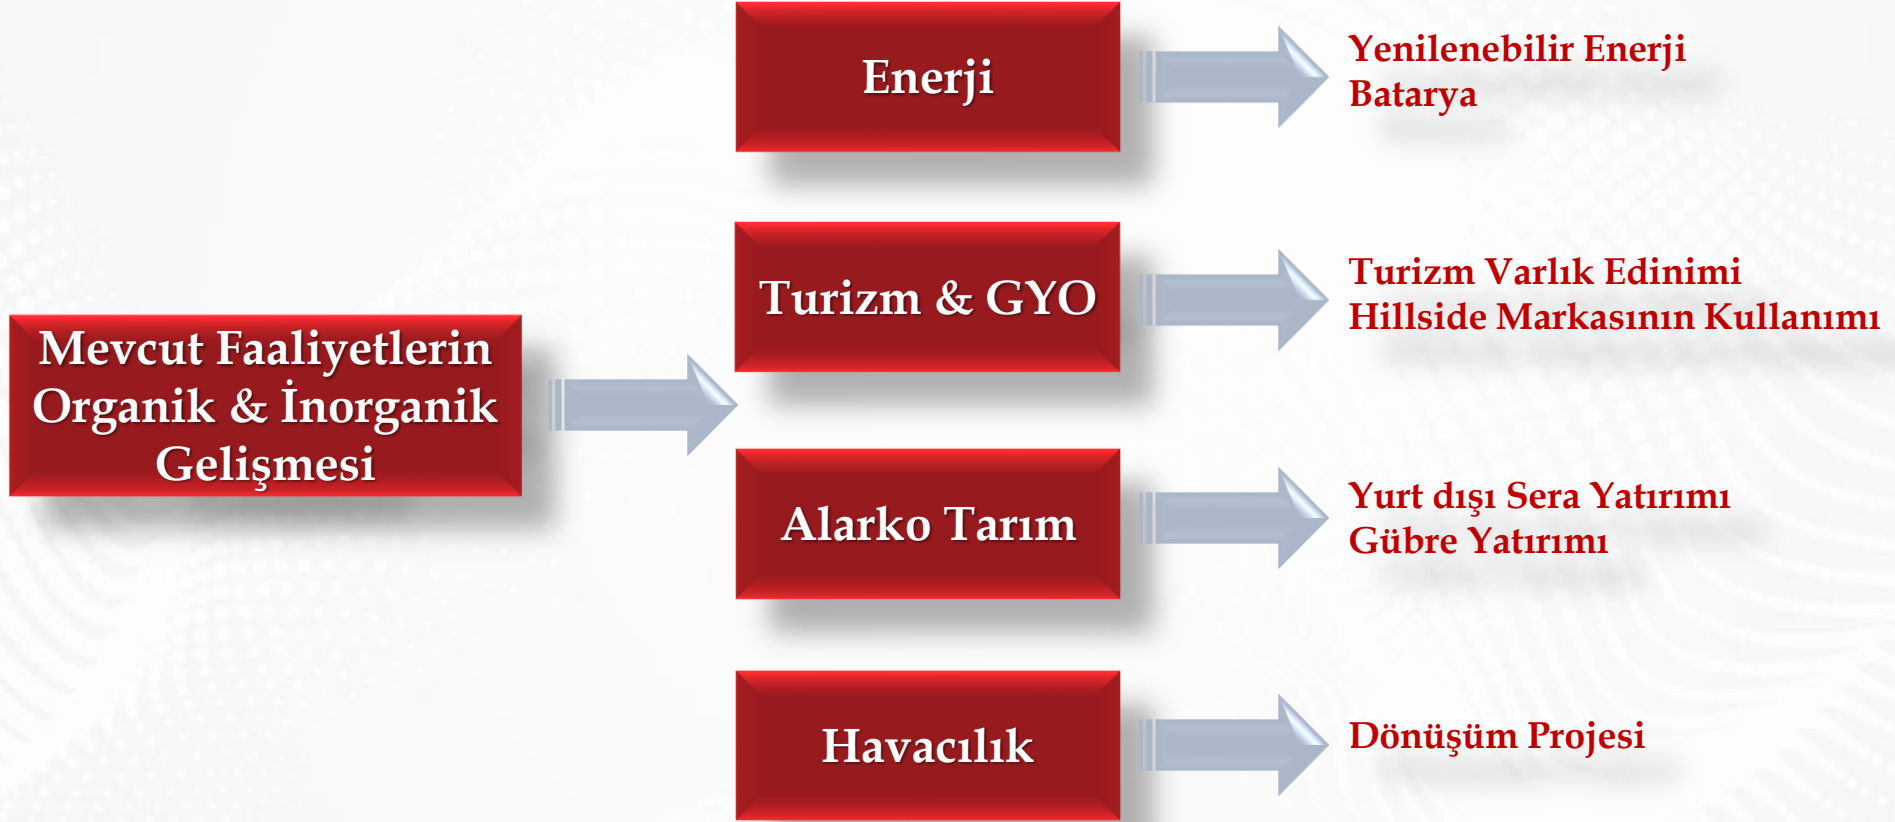 Mevcut Faaliyetlerin
Organik & İnorganik
Gelişmesi
Enerji
Yenilenebilir Enerji
Batarya
Turizm & GYO
Turizm Varlık Edinimi
Hillside Markasının Kullanımı
Alarko Tarım
Yurt dışı Sera Yatırımı
Gübre Yatırımı
Havacılık
Dönüşüm Projesi